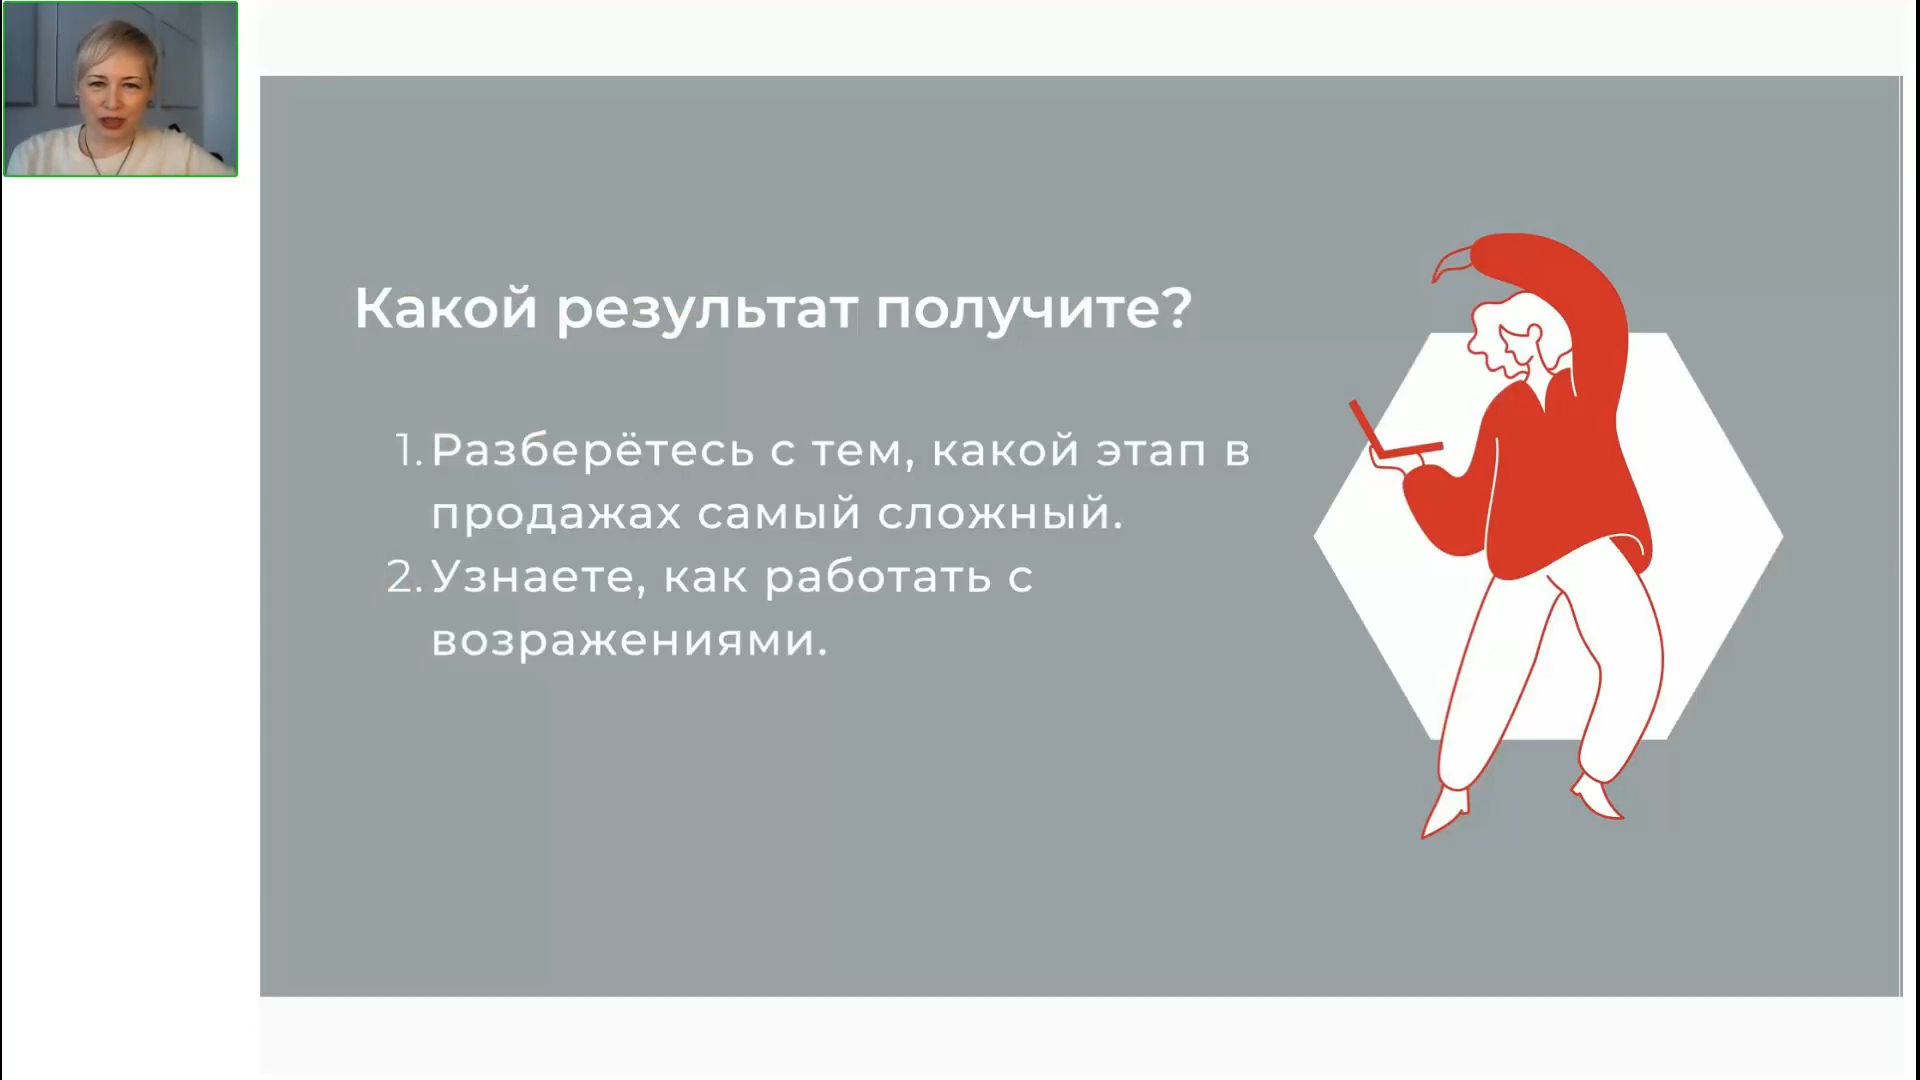 Какой результат получите?
1. Разберётесь с тем, какой этап в
продажах самый сложный.
2. Узнаете, как работать с
возражениями.